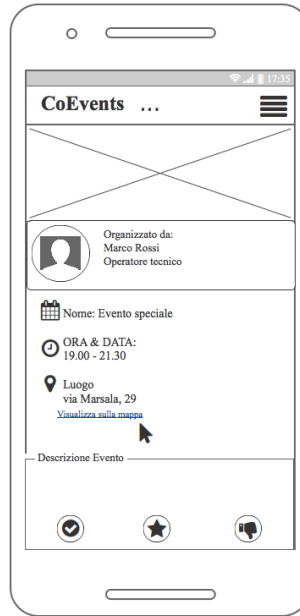 17:35
CoEvents ...
Organizzato da:
Marco Rossi
Operatore tecnico
Nome: Evento speciale
ORA & DATA:
19.00 - 21.30
Luogo
via Marsala, 29
Visualizza sulla mappa
Descrizione Evento